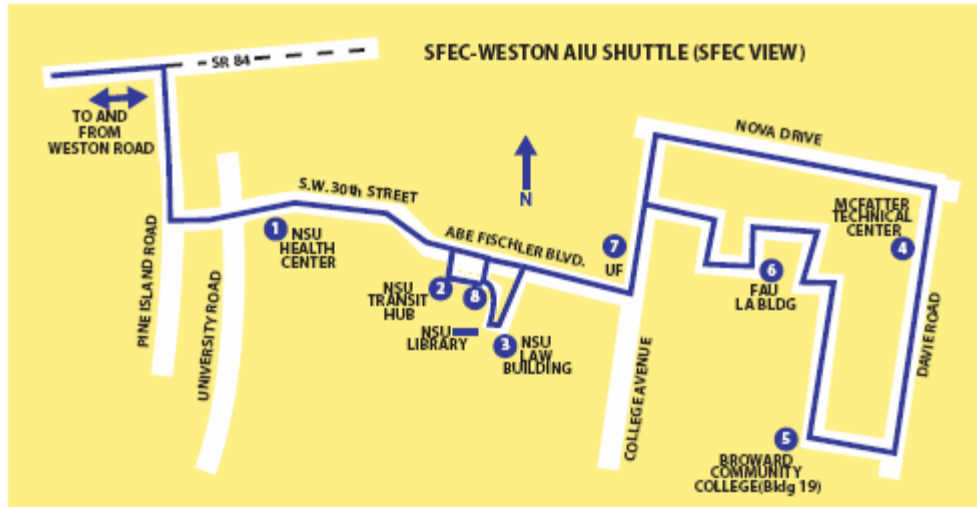 SFEC-WESTON AIU SHUTTLE (SFEC VIEW)
SR 84
TO AND
FROM
WESTON ROAD
NOVA DRIVE
S.W. 30th STREET
N
MCFATTER
TECHNICAL
CENTER
4
1
NSU
HEALTH
CENTER
ABE FISCHLER BLVD.
7
UF
6
FAU
LA BLDG
PINE ISLAND ROAD
UNIVERSITY ROAD
2
NSU
TRANSIT
HUB
8
NSU
LIBRARY
3
NSU
LAW
BUILDING
COLLEGE AVENUE
DAVIE ROAD
5
BROWARD
COMMUNITY
COLLEGE(Bldg 19)